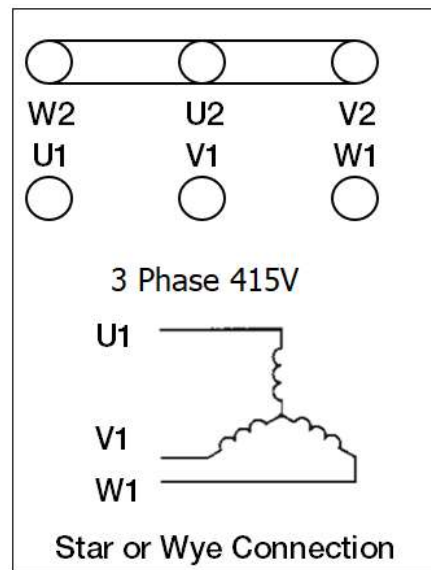 W2 U2 V2
U1 V1 W1
3 Phase 415V
U1
V1
W1
Star or Wye Connection